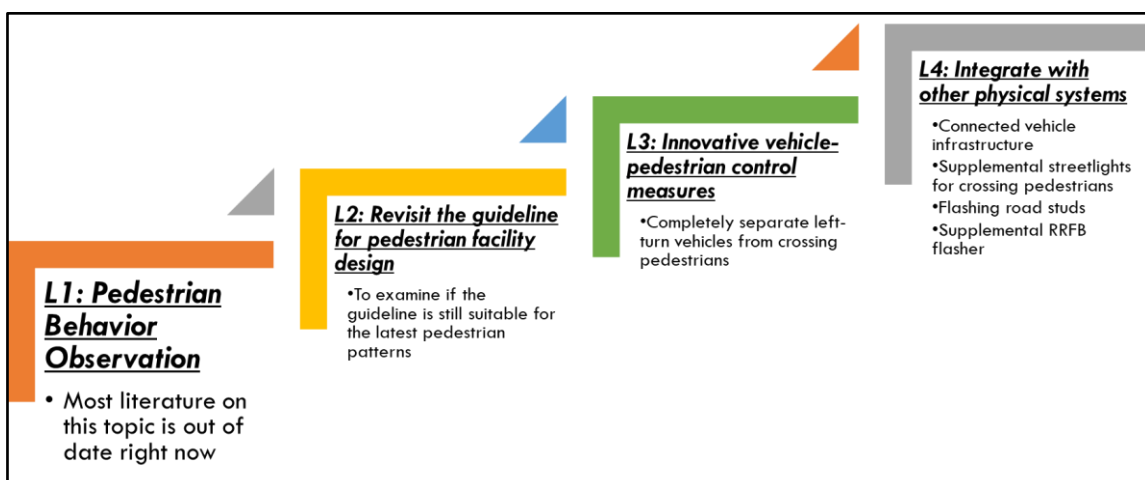 L1: Pedestrian
Behavior
Observation
• Most literature on
this topic is out of
date right now
L2: Revisit the guideline
for pedestrian facility
design
•To examine if the
guideline is still suitable for
the latest pedestrian
patterns
L3: Innovative vehicle-
pedestrian control
measures
•Completely separate left-
turn vehicles from crossing
pedestrians
L4: Integrate with
other physical systems
•Connected vehicle
infrastructure
•Supplemental streetlights
for crossing pedestrians
•Flashing road studs
•Supplemental RRFB
flasher